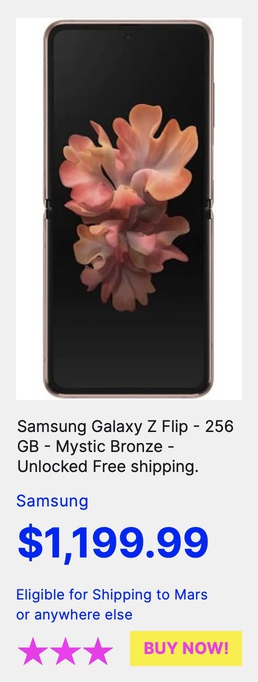 Samsung Galaxy Z Flip - 256
GB - Mystic Bronze -
Unlocked Free shipping.
Samsung
$1,199.99
Eligible for Shipping to Mars
or anywhere else
BUY NOW!